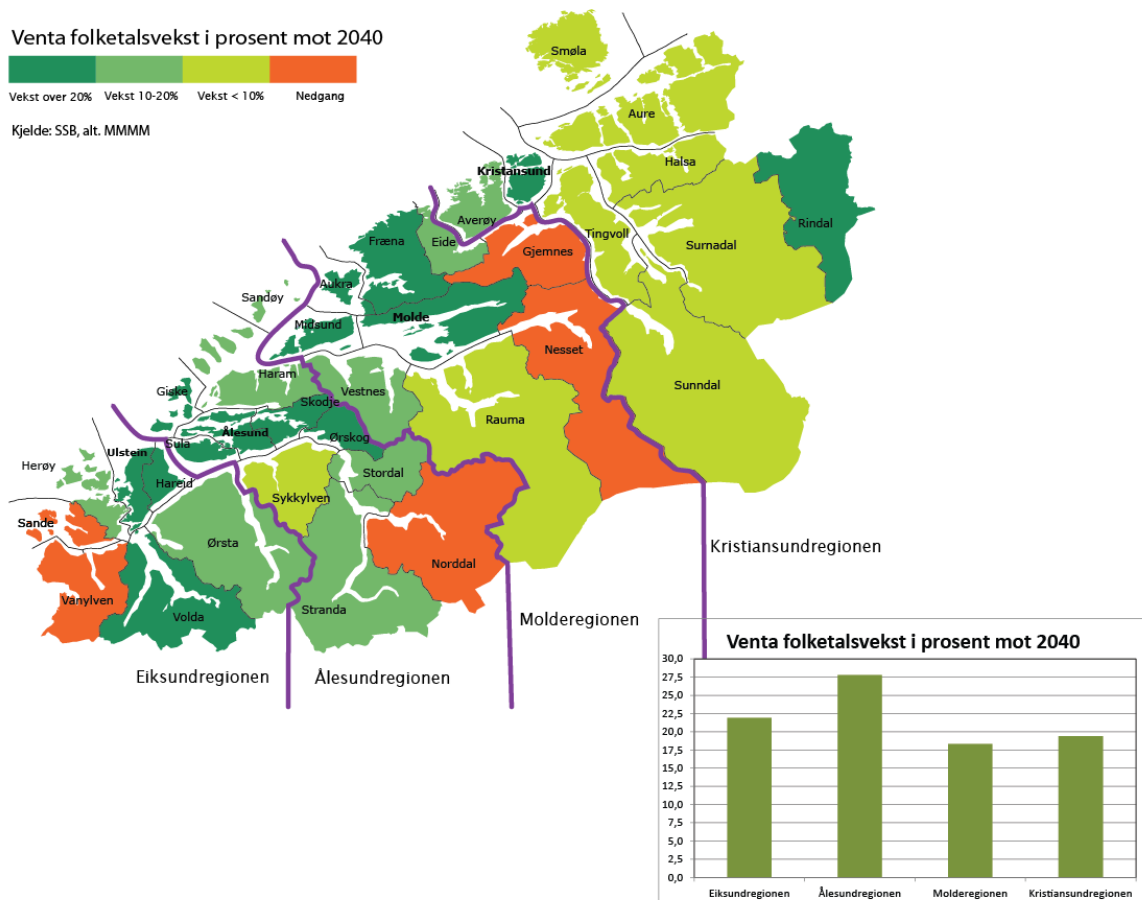 Venta folketalsvekst i prosent mot 2040
Vekst over 20%
Vekst 10-20%
Vekst < 10%
Nedgang
Kjelde: SSB, alt. MMMM
Smøla
Aure
Halsa
Kristansund
Rindal
Averøy
Tingvoll
Surnadal
Fræna
Eide
Gjemnes
Aukra
Sandøy
Midsund
Molde
Nesset
Sunndal
Haram
Vestnes
Giske
Skodje
Rauma
Ålesund
Ørskog
Sula
Ulstein
Herøy
Hareid
Stordal
Sykkylven
Sande
Ørsta
Norddal
Vanylven
Volda
Stranda
Kristiansundregionen
Molderegionen
Eiksundregionen
Ålesundregionen
Venta folketalsvekst i prosent mot 2040
30,0
27,5
25,0
22,5
20,0
17,5
15,0
12,5
10,0
7,5
5,0
2,5
0,0
Eiksundregionen
Ålesundregionen
Molderegionen
Kristiansundregionen